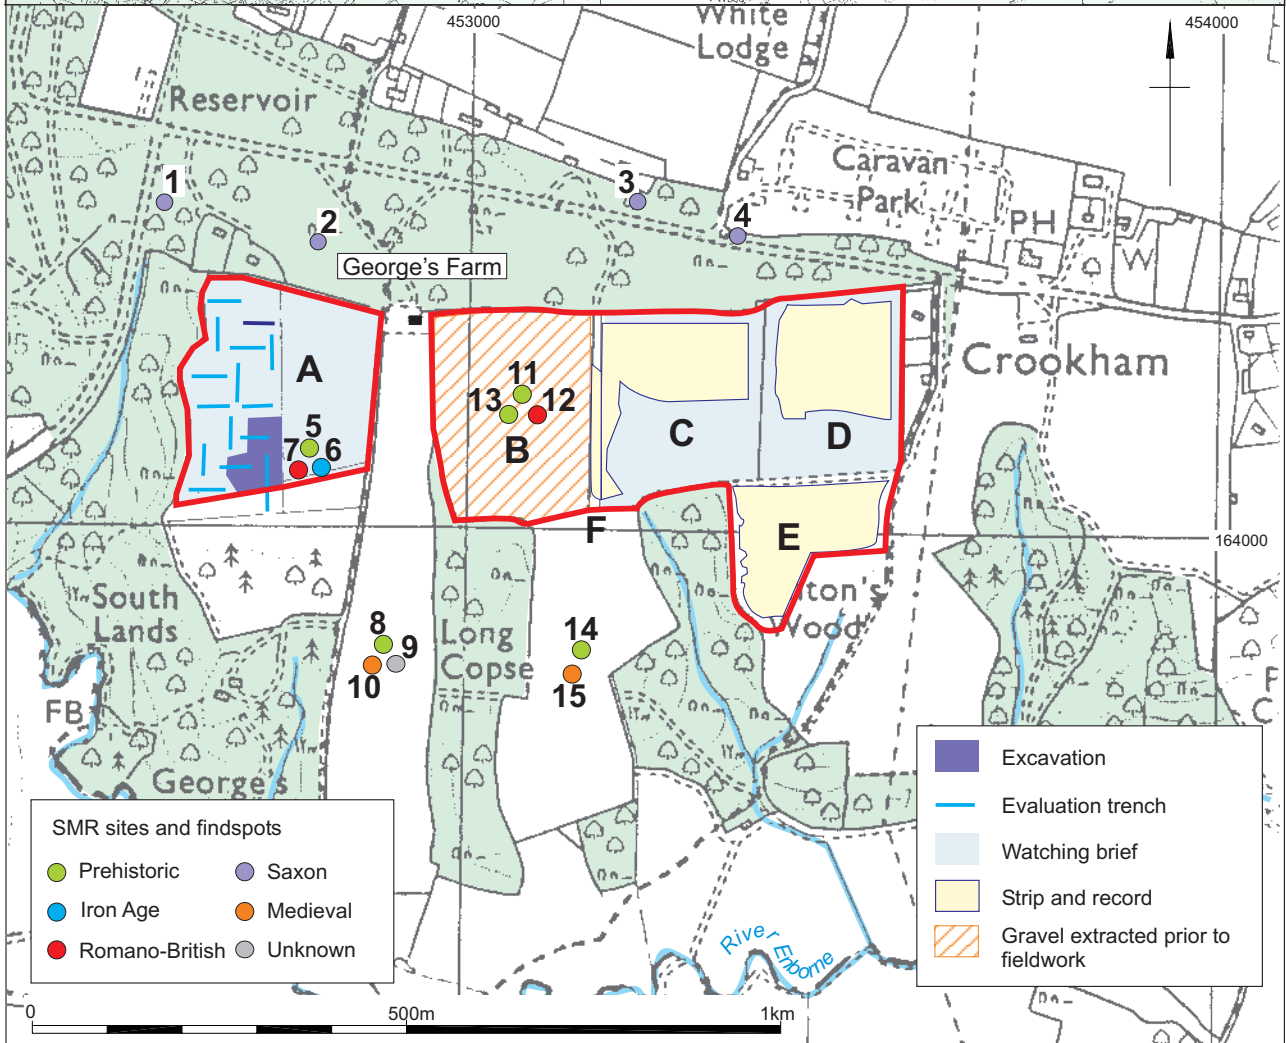 453000
White
Lodge
454000
Reservoir
Caravan
Park
PH
W
1
2
3
4
George's Farm
Crookham
A
5
6
7
11
13
12
B
C
D
E
F
164000
South
Lands
FB
8
9
10
Long
Copse
14
15
ton's
Wood
F
C
George's
River Enborne
SMR sites and findspots
Prehistoric
Saxon
Iron Age
Medieval
Romano-British
Unknown
Excavation
Evaluation trench
Watching brief
Strip and record
Gravel extracted prior to
fieldwork
0
500m
1km